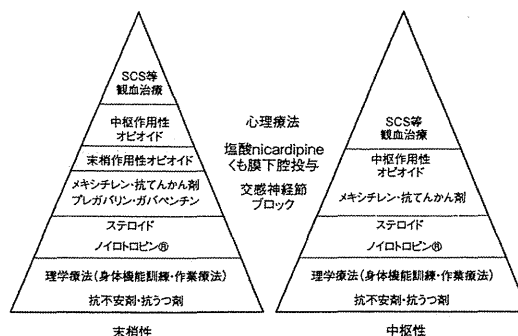 SCS等
観血治療
中枢作用性
オピオイド
末梢作用性オピオイド
メキシチレン・抗てんかん剤
プレガバリン・ガバペンチン
ステロイド
ノイロトロピン®
理学療法(身体機能訓練・作業療法)
抗不安剤・抗うつ剤
末梢性
心理療法
塩酸nicardipine
くも膜下腔投与
交感神経節
ブロック
SCS等
観血治療
中枢作用性
オピオイド
メキシチレン・抗てんかん剤
ステロイド
ノイロトロピン®
理学療法(身体機能訓練・作業療法)
抗不安剤・抗うつ剤
中枢性